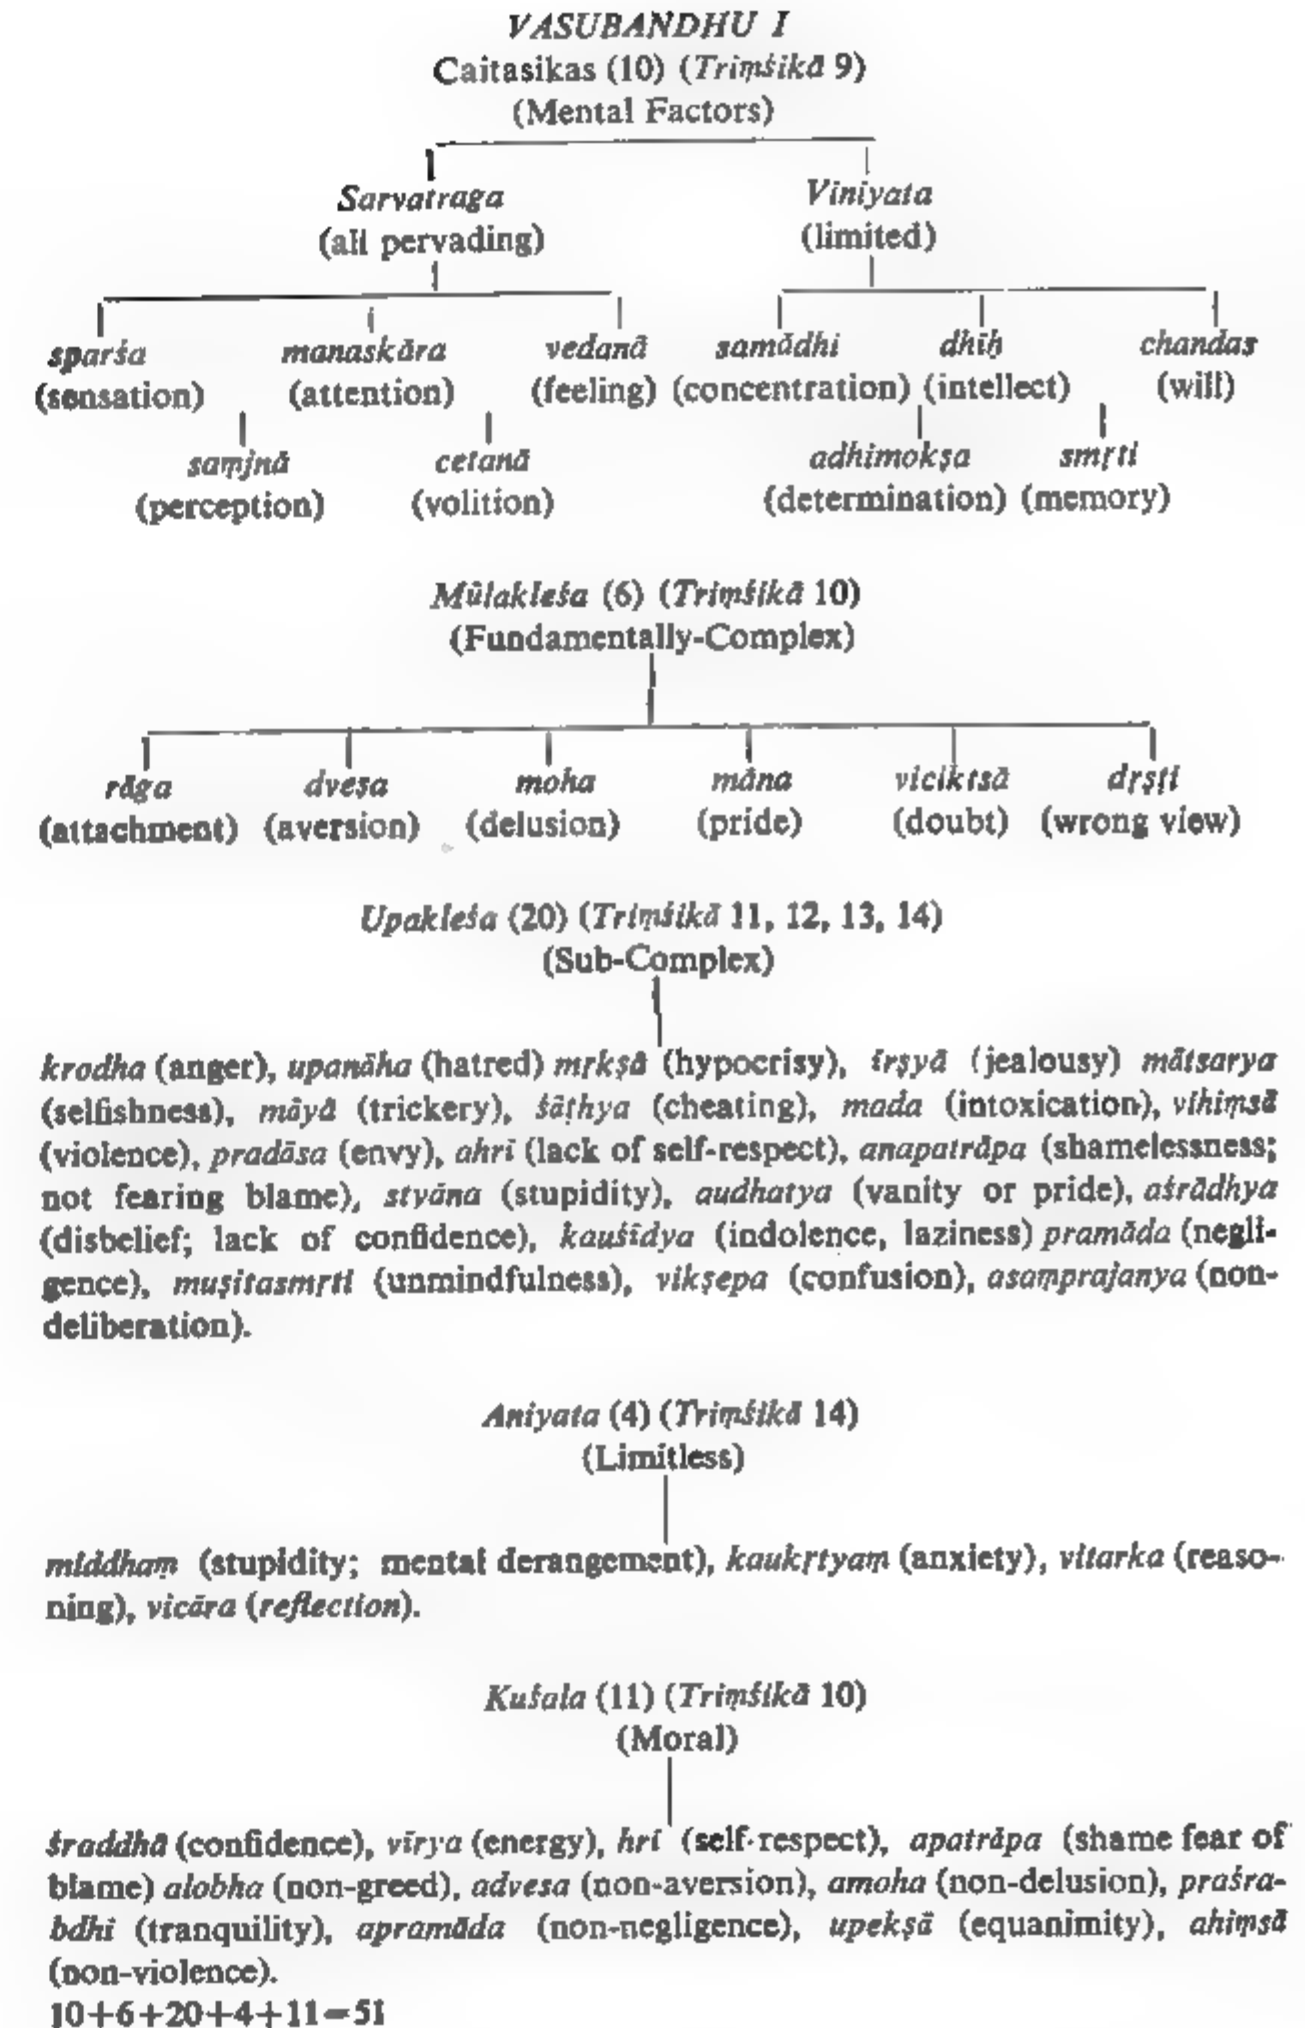 VASUBANDHU I
Caitasikas (10) (Triṃśikā 9)
(Mental Factors)
Sarvatraga Viniyata
(all pervading) (limited)
sparśa manaskāra vedanā samādhi dhīḥ chandas
(sensation) (attention) (feeling) (concentration) (intellect) (will)
saṃjnā cetanā adhimokṣa smṛti
(perception) (volition) (determination) (memory)
Mūlakleśa (6) (Triṃśikā 10)
(Fundamentally-Complex)
rāga dveṣa moha māna viciktsā dṛṣṭi
(attachment) (aversion) (delusion) (pride) (doubt) (wrong view)
Upakleśa (20) (Triṃśikā 11, 12, 13, 14)
(Sub-Complex)
krodha (anger), upanāha (hatred) mṛkṣā (hypocrisy), īrṣyā (jealousy) mātsarya
(selfishness), māyā (trickery), śāṭhya (cheating), mada (intoxication), vihiṃsā
(violence), pradāsa (envy), ahrī (lack of self-respect), anapatrāpa (shamelessness;
not fearing blame), styāna (stupidity), audhatya (vanity or pride), aśrādhya
(disbelief; lack of confidence), kauśīdya (indolence, laziness) pramāda (negli-
gence), muṣitasmṛti (unmindfulness), vikṣepa (confusion), asaṃprajanya (non-
deliberation).
Aniyata (4) (Triṃśikā 14)
(Limitless)
middhaṃ (stupidity; mental derangement), kaukṛtyaṃ (anxiety), vitarka (reaso-
ning), vicāra (reflection).
Kuśala (11) (Triṃśikā 10)
(Moral)
śraddhā (confidence), vīrya (energy), hrī (self-respect), apatrāpa (shame fear of
blame) alobha (non-greed), advesa (non-aversion), amoha (non-delusion), praśra-
bdhi (tranquility), apramāda (non-negligence), upekṣā (equanimity), ahiṃsā
(non-violence).
10+6+20+4+11=51